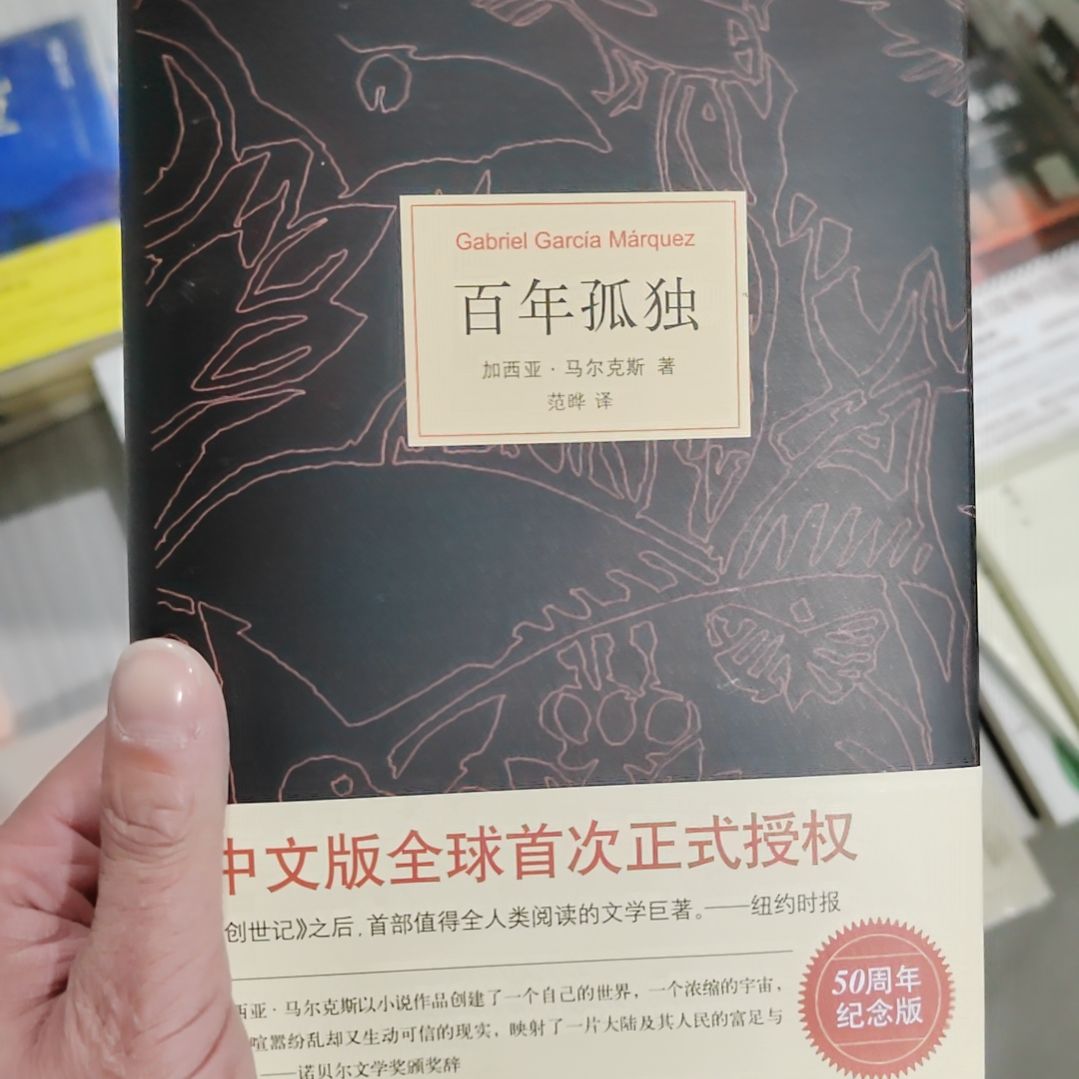 Gabriel García Márquez
百年孤独
加西亚·马尔克斯 著
范晔 译
中文版全球首次正式授权
创世记》之后，首部值得全人类阅读的文学巨著。——纽约时报
西亚·马尔克斯以小说作品创建了一个自己的世界，一个浓缩的宇宙，
喧嚣纷乱却又生动可信的现实，映射了一片大陆及其人民的富足与
——诺贝尔文学奖颁奖辞
50周年
纪念版